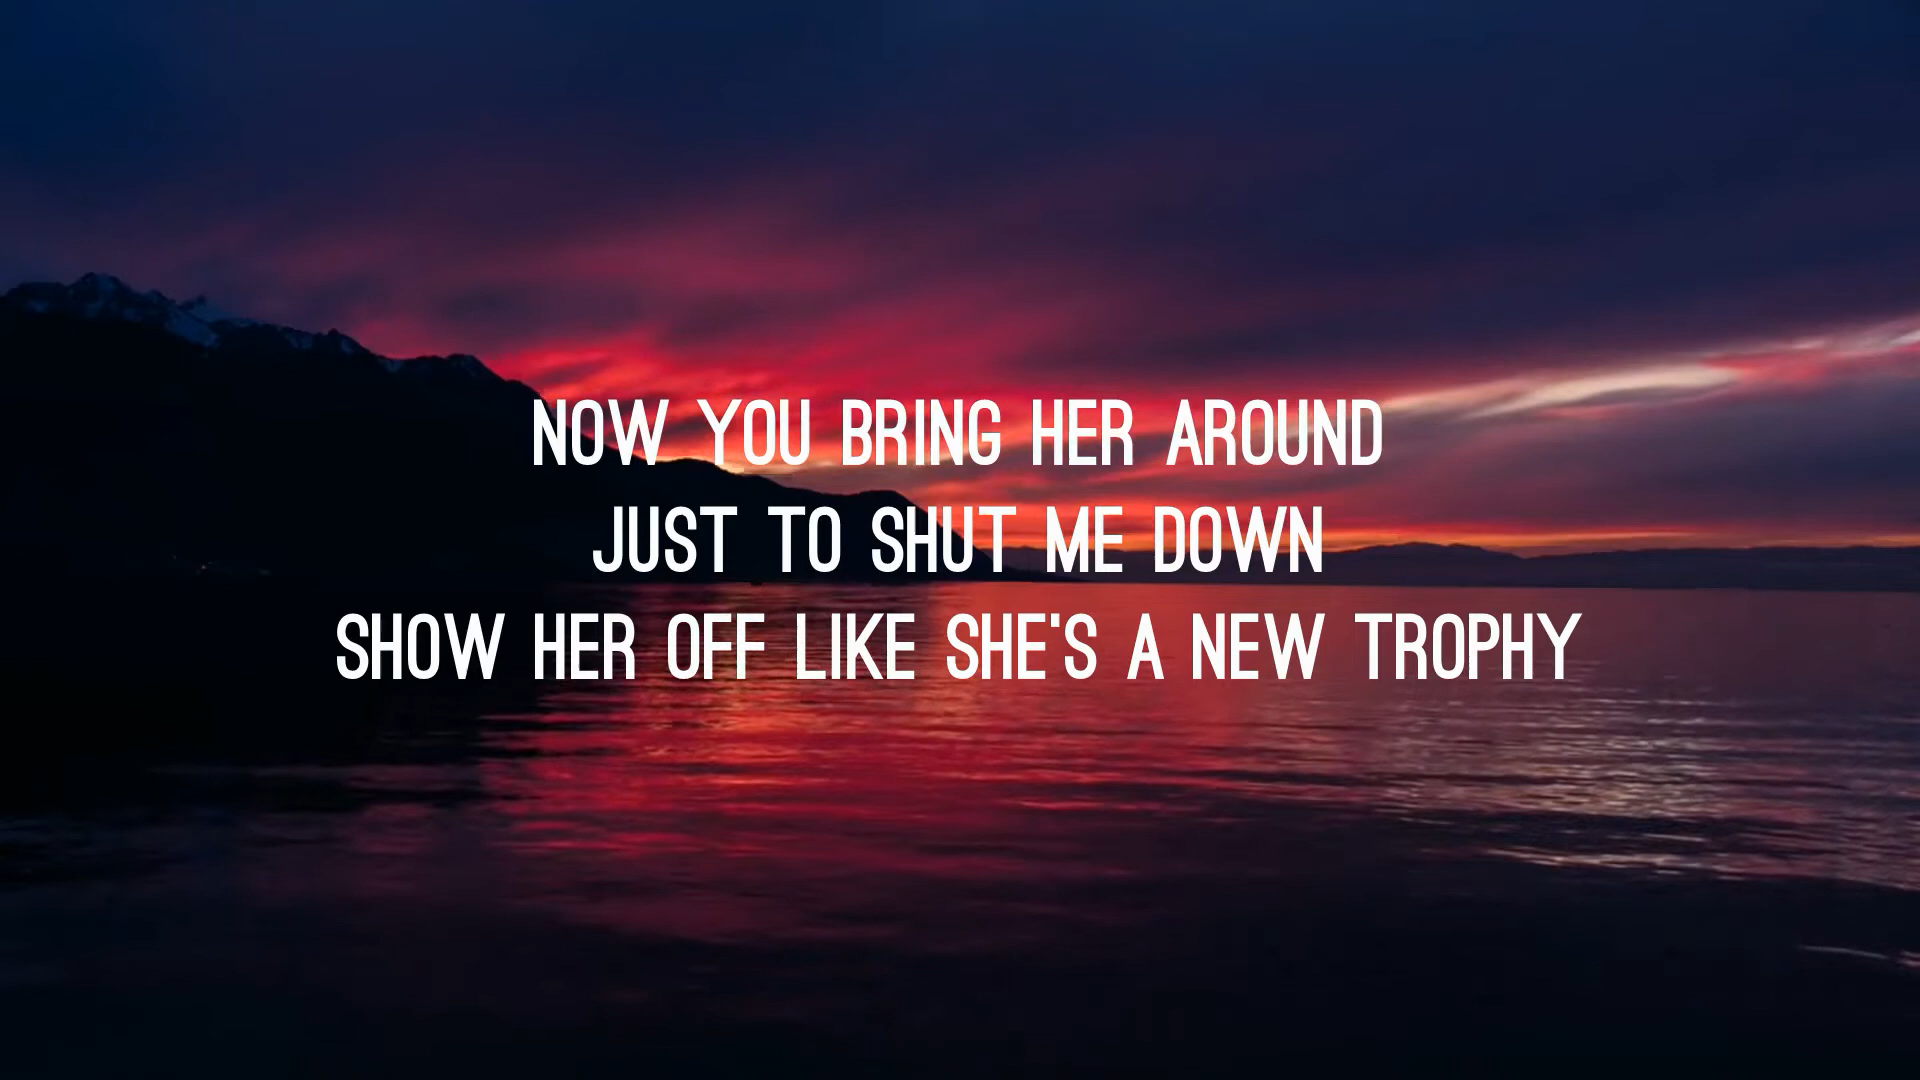 NOW YOU BRING HER AROUND
JUST TO SHUT ME DOWN
SHOW HER OFF LIKE SHE'S A NEW TROPHY